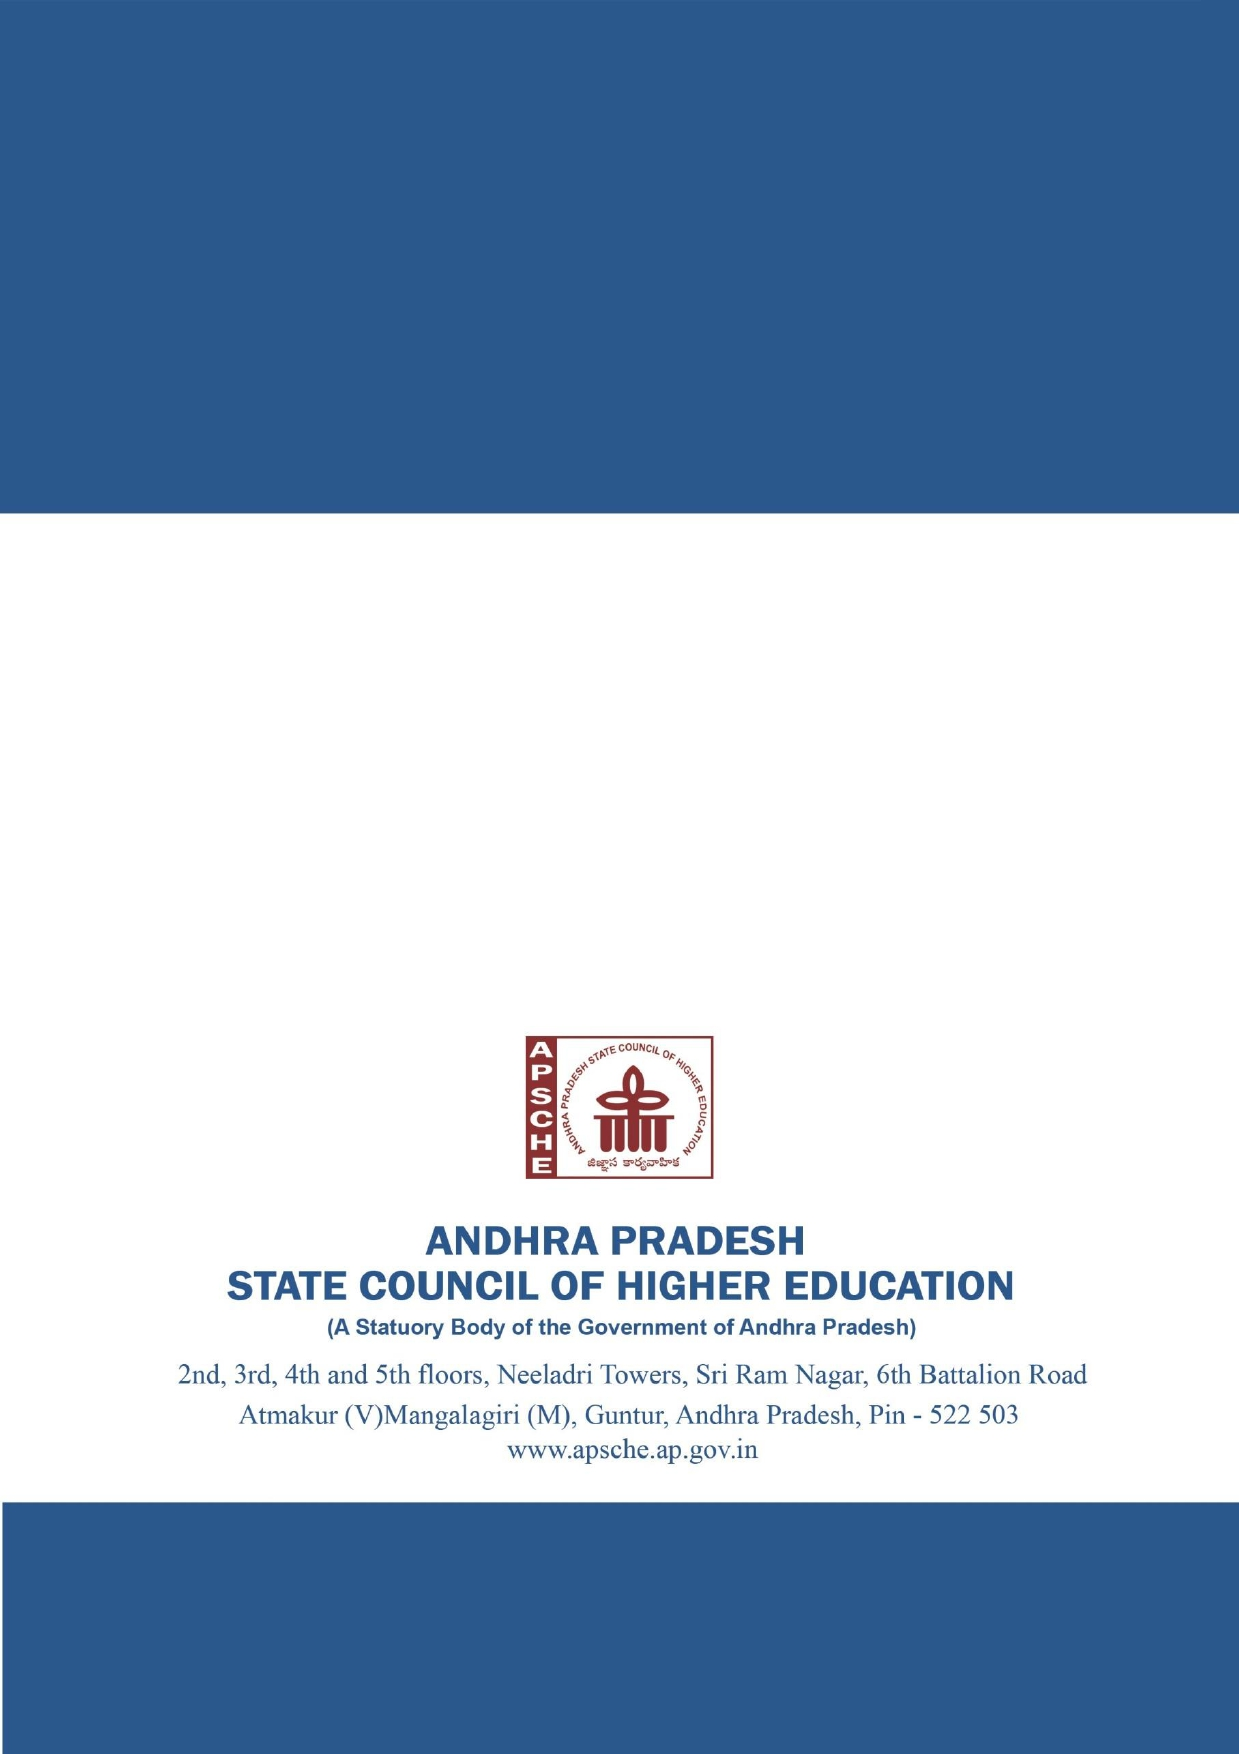 APSCHE
ANDHRA PRADESH STATE COUNCIL OF HIGHER EDUCATION
జిజ్ఞాస కార్యవాహిక
ANDHRA PRADESH
STATE COUNCIL OF HIGHER EDUCATION
(A Statuory Body of the Government of Andhra Pradesh)
2nd, 3rd, 4th and 5th floors, Neeladri Towers, Sri Ram Nagar, 6th Battalion Road
Atmakur (V)Mangalagiri (M), Guntur, Andhra Pradesh, Pin - 522 503
www.apsche.ap.gov.in